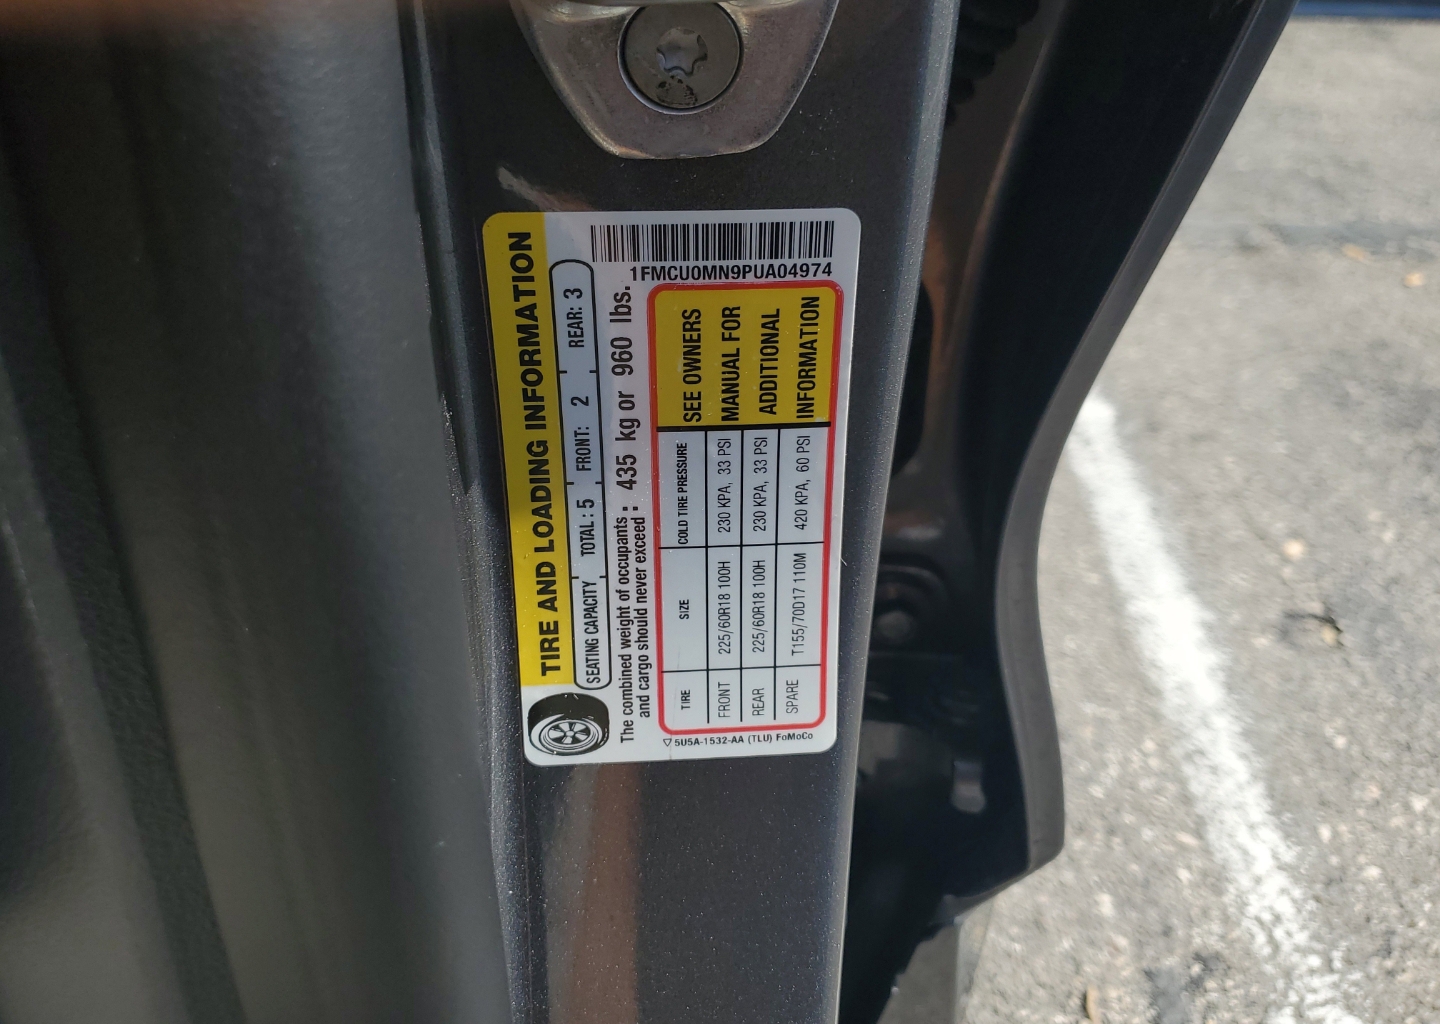 TIRE AND LOADING INFORMATION
SEATING CAPACITY TOTAL: 5 FRONT: 2 REAR: 3
The combined weight of occupants
and cargo should never exceed : 435 kg or 960 lbs.
TIRE SIZE COLD TIRE PRESSURE
FRONT 225/60R18 100H 230 KPA, 33 PSI
REAR 225/60R18 100H 230 KPA, 33 PSI
SPARE T155/70D17 110M 420 KPA, 60 PSI
SEE OWNERS
MANUAL FOR
ADDITIONAL
INFORMATION
5U5A-1532-AA (TLU) FoMoCo
1FMCU0MN9PUA04974